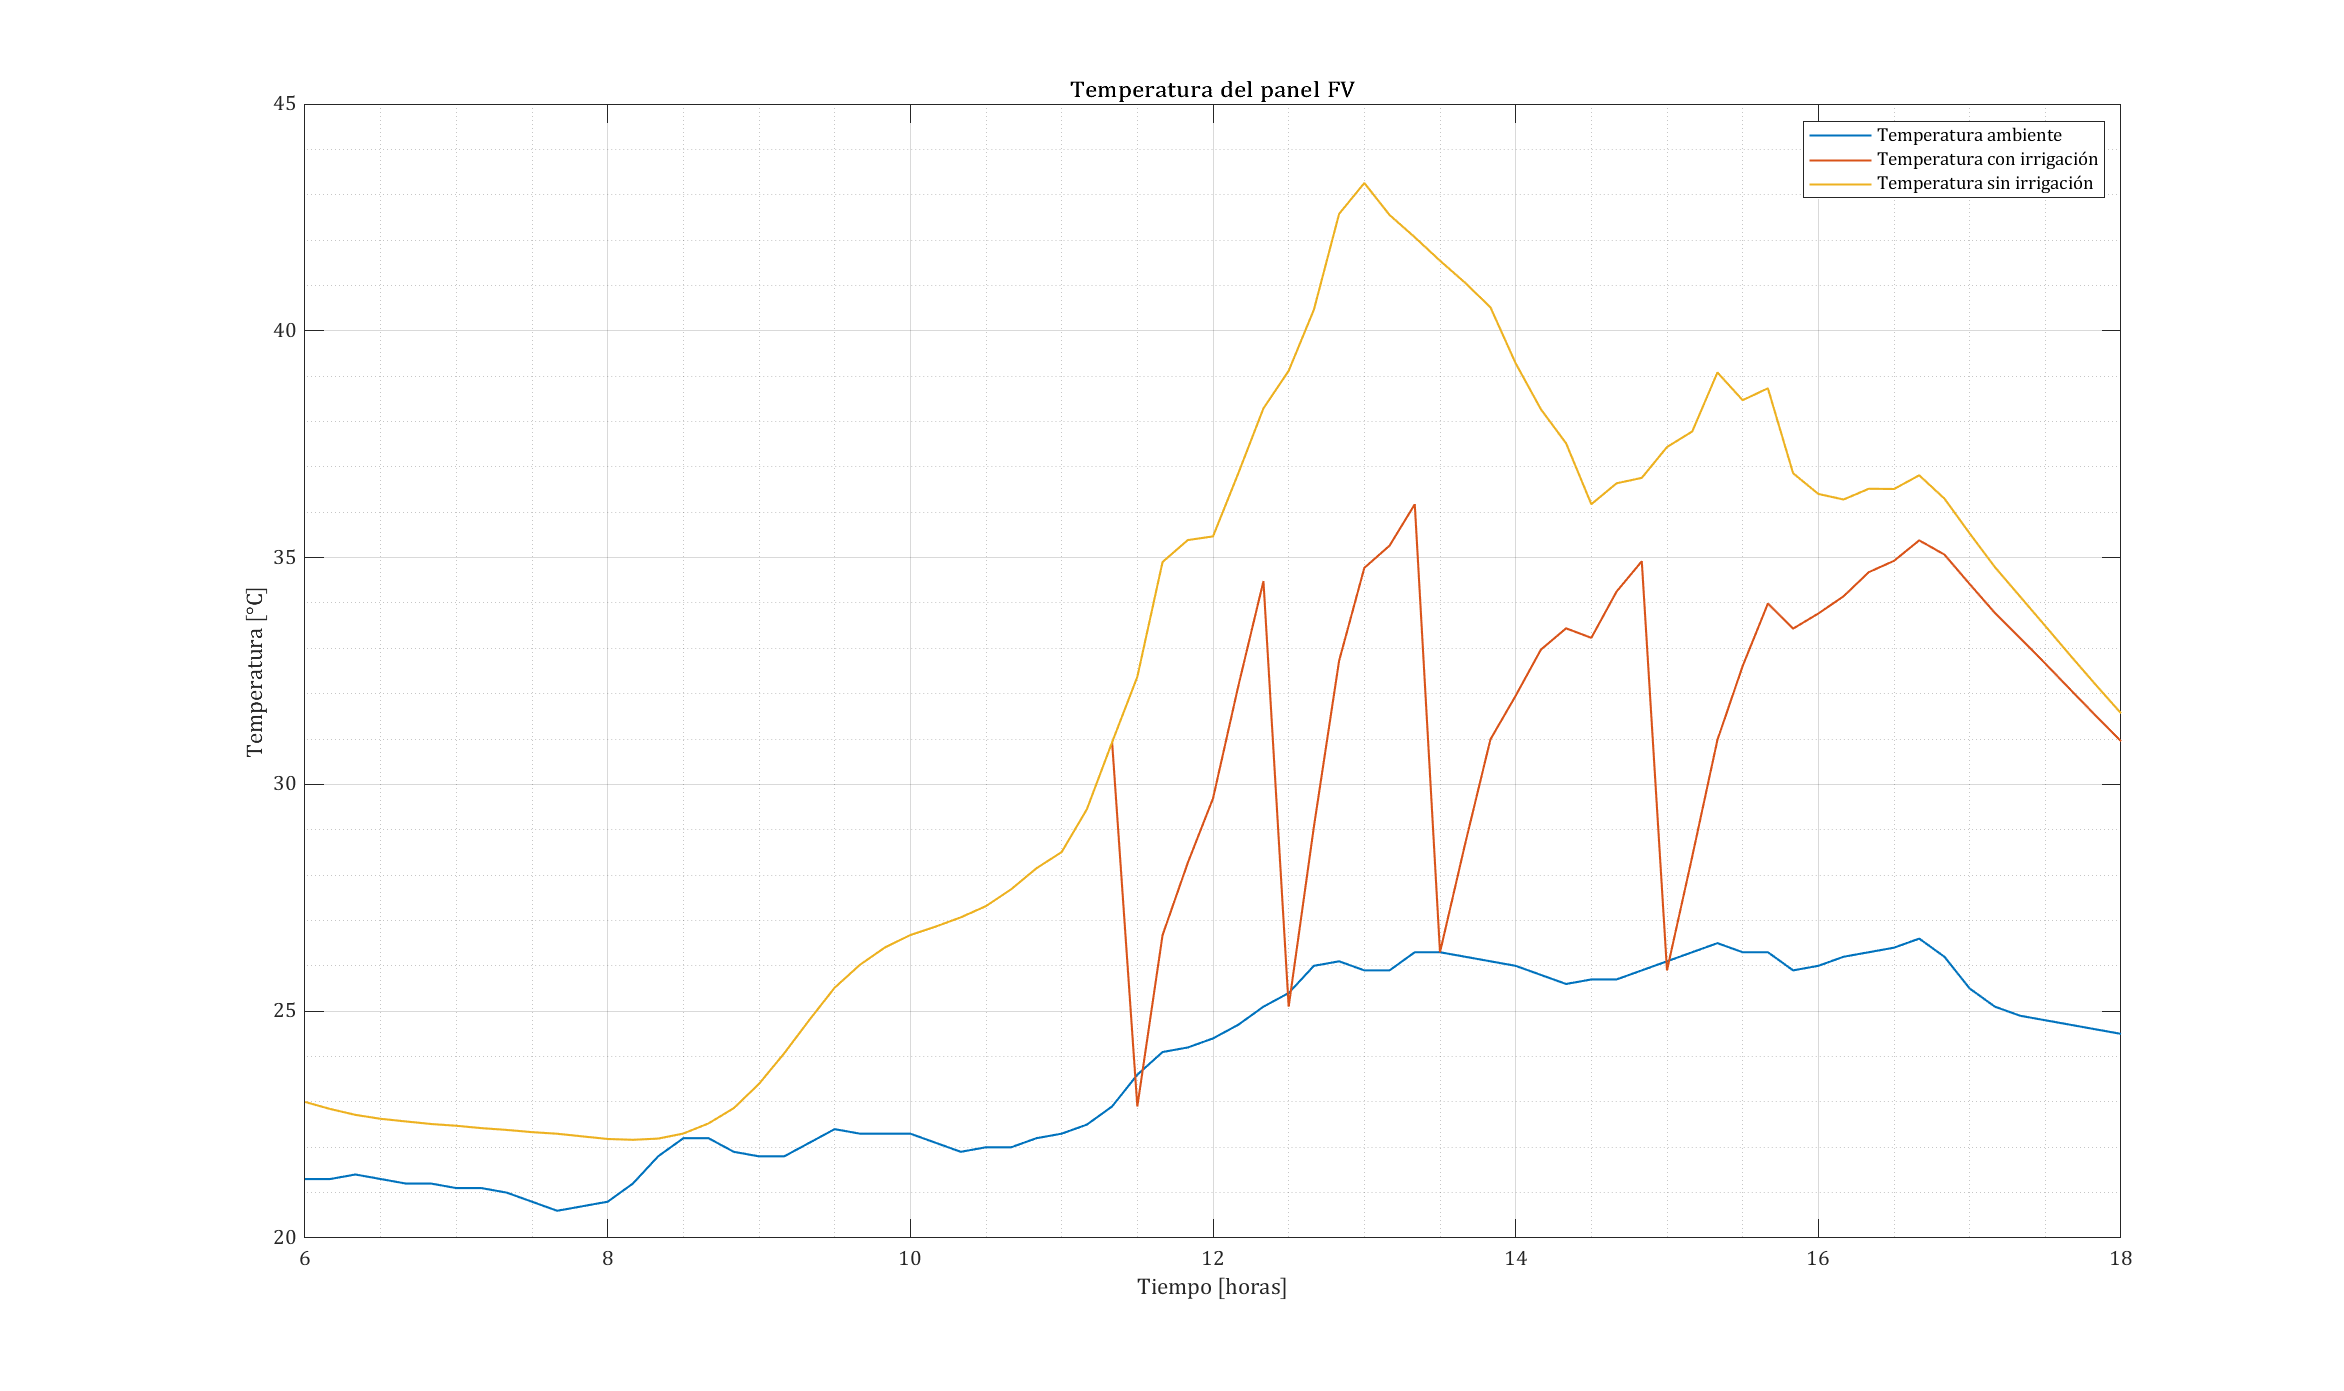 Temperatura del panel FV
Temperatura ambiente
Temperatura con irrigación
Temperatura sin irrigación
45
40
35
30
25
20
Temperatura [°C]
6 8 10 12 14 16 18
Tiempo [horas]